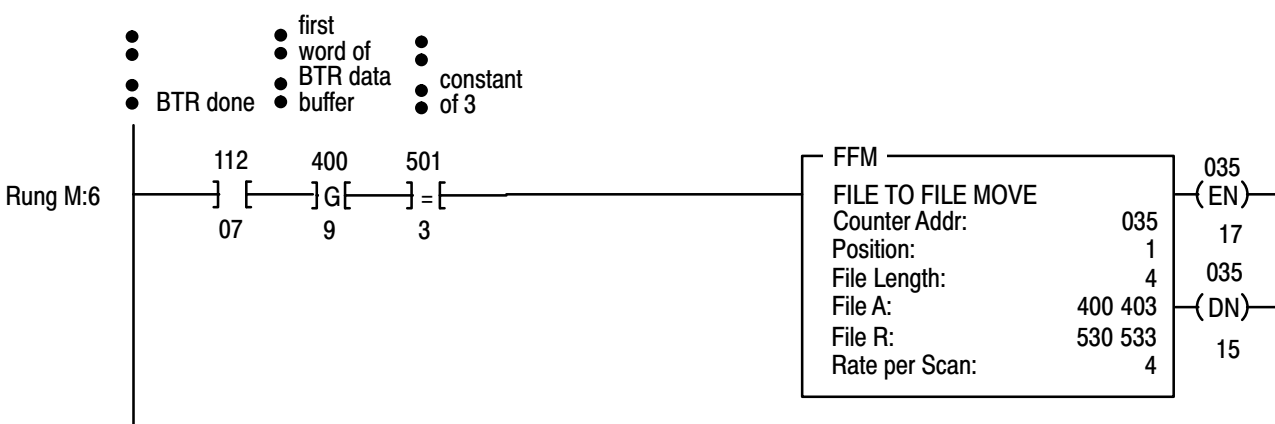 first
word of
BTR data
buffer
BTR done
constant
of 3
Rung M:6
112
07
400
G
9
501
=
3
FFM
FILE TO FILE MOVE
Counter Addr: 035
Position: 1
File Length: 4
File A: 400 403
File R: 530 533
Rate per Scan: 4
035
EN
17
035
DN
15